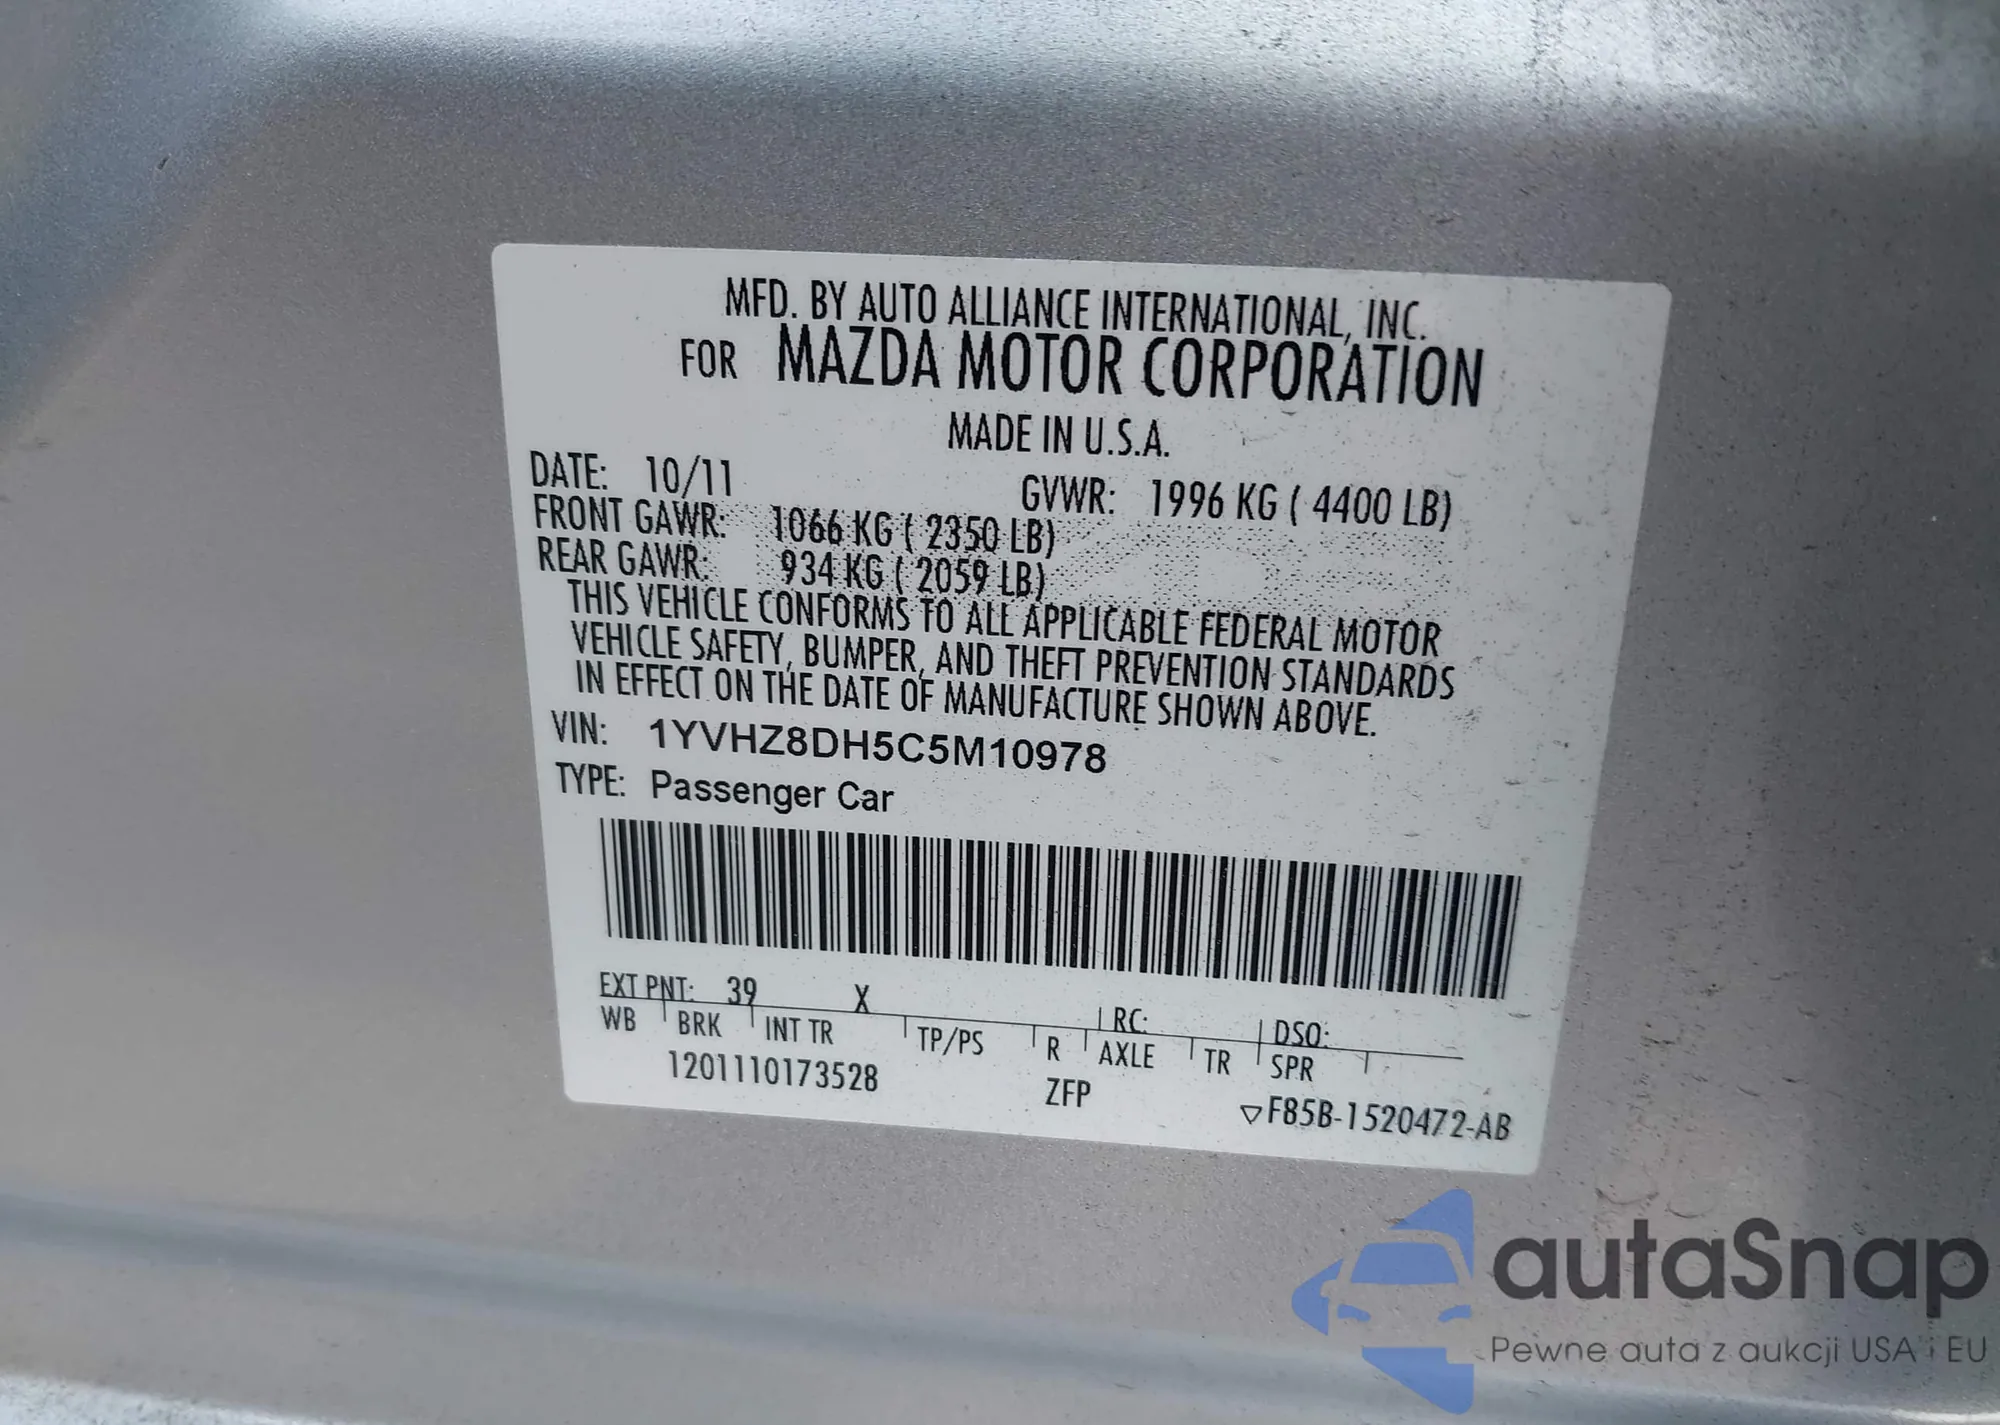 MFD. BY AUTO ALLIANCE INTERNATIONAL, INC.
FOR MAZDA MOTOR CORPORATION
MADE IN U.S.A.
DATE: 10/11 GVWR: 1996 KG ( 4400 LB)
FRONT GAWR: 1066 KG ( 2350 LB)
REAR GAWR: 934 KG ( 2059 LB)
THIS VEHICLE CONFORMS TO ALL APPLICABLE FEDERAL MOTOR
VEHICLE SAFETY, BUMPER, AND THEFT PREVENTION STANDARDS
IN EFFECT ON THE DATE OF MANUFACTURE SHOWN ABOVE.
VIN: 1YVHZ8DH5C5M10978
TYPE: Passenger Car
EXT PNT: 39 X RC: DSO:
WB BRK INT TR TP/PS R AXLE TR SPR
1201110173528 ZFP ▽F85B-1520472-AB
autaSnap
Pewne auta z aukcji USA i EU